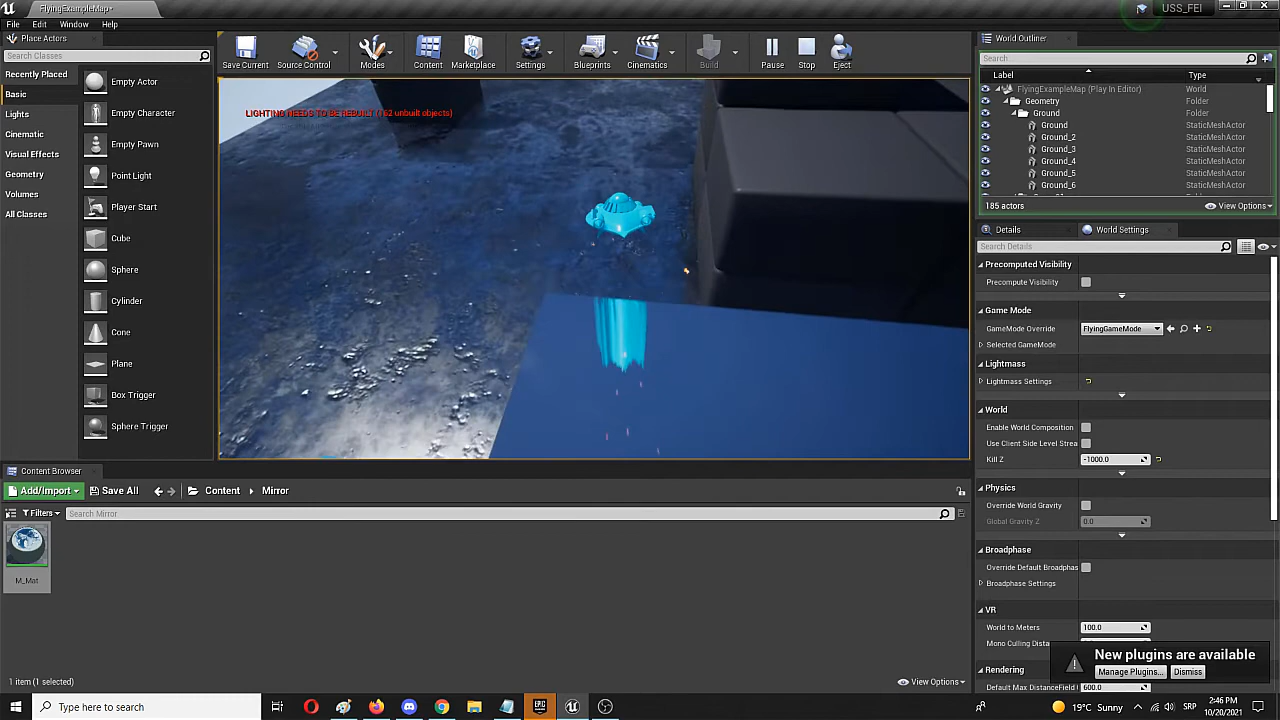 FlyingExampleMap*
USS_FEI
File Edit Window Help
Place Actors
Search Classes
Recently Placed
Basic
Lights
Cinematic
Visual Effects
Geometry
Volumes
All Classes
Empty Actor
Empty Character
Empty Pawn
Point Light
Player Start
Cube
Sphere
Cylinder
Cone
Plane
Box Trigger
Sphere Trigger
Save Current
Source Control
Modes
Content
Marketplace
Settings
Blueprints
Cinematics
Build
Pause
Stop
Eject
LIGHTING NEEDS TO BE REBUILT (162 unbuilt objects)
World Outliner
Search...
Label Type
FlyingExampleMap (Play In Editor) World
Geometry Folder
Ground Folder
Ground StaticMeshActor
Ground_2 StaticMeshActor
Ground_3 StaticMeshActor
Ground_4 StaticMeshActor
Ground_5 StaticMeshActor
Ground_6 StaticMeshActor
185 actors View Options
Details World Settings
Search Details
Precomputed Visibility
Precompute Visibility
Game Mode
GameMode Override FlyingGameMode
Selected GameMode
Lightmass
Lightmass Settings
World
Enable World Composition
Use Client Side Level Strea
Kill Z -1000.0
Physics
Override World Gravity
Global Gravity Z 0.0
Broadphase
Override Default Broadphas
Broadphase Settings
VR
World to Meters 100.0
Mono Culling Dista
Rendering
Default Max DistanceField 600.0
New plugins are available
Manage Plugins... Dismiss
Content Browser
Add/Import Save All Content Mirror
Filters Search Mirror
M_Mat
1 item (1 selected) View Options
Type here to search
EPIC
19°C Sunny
SRP
2:46 PM
10/20/2021